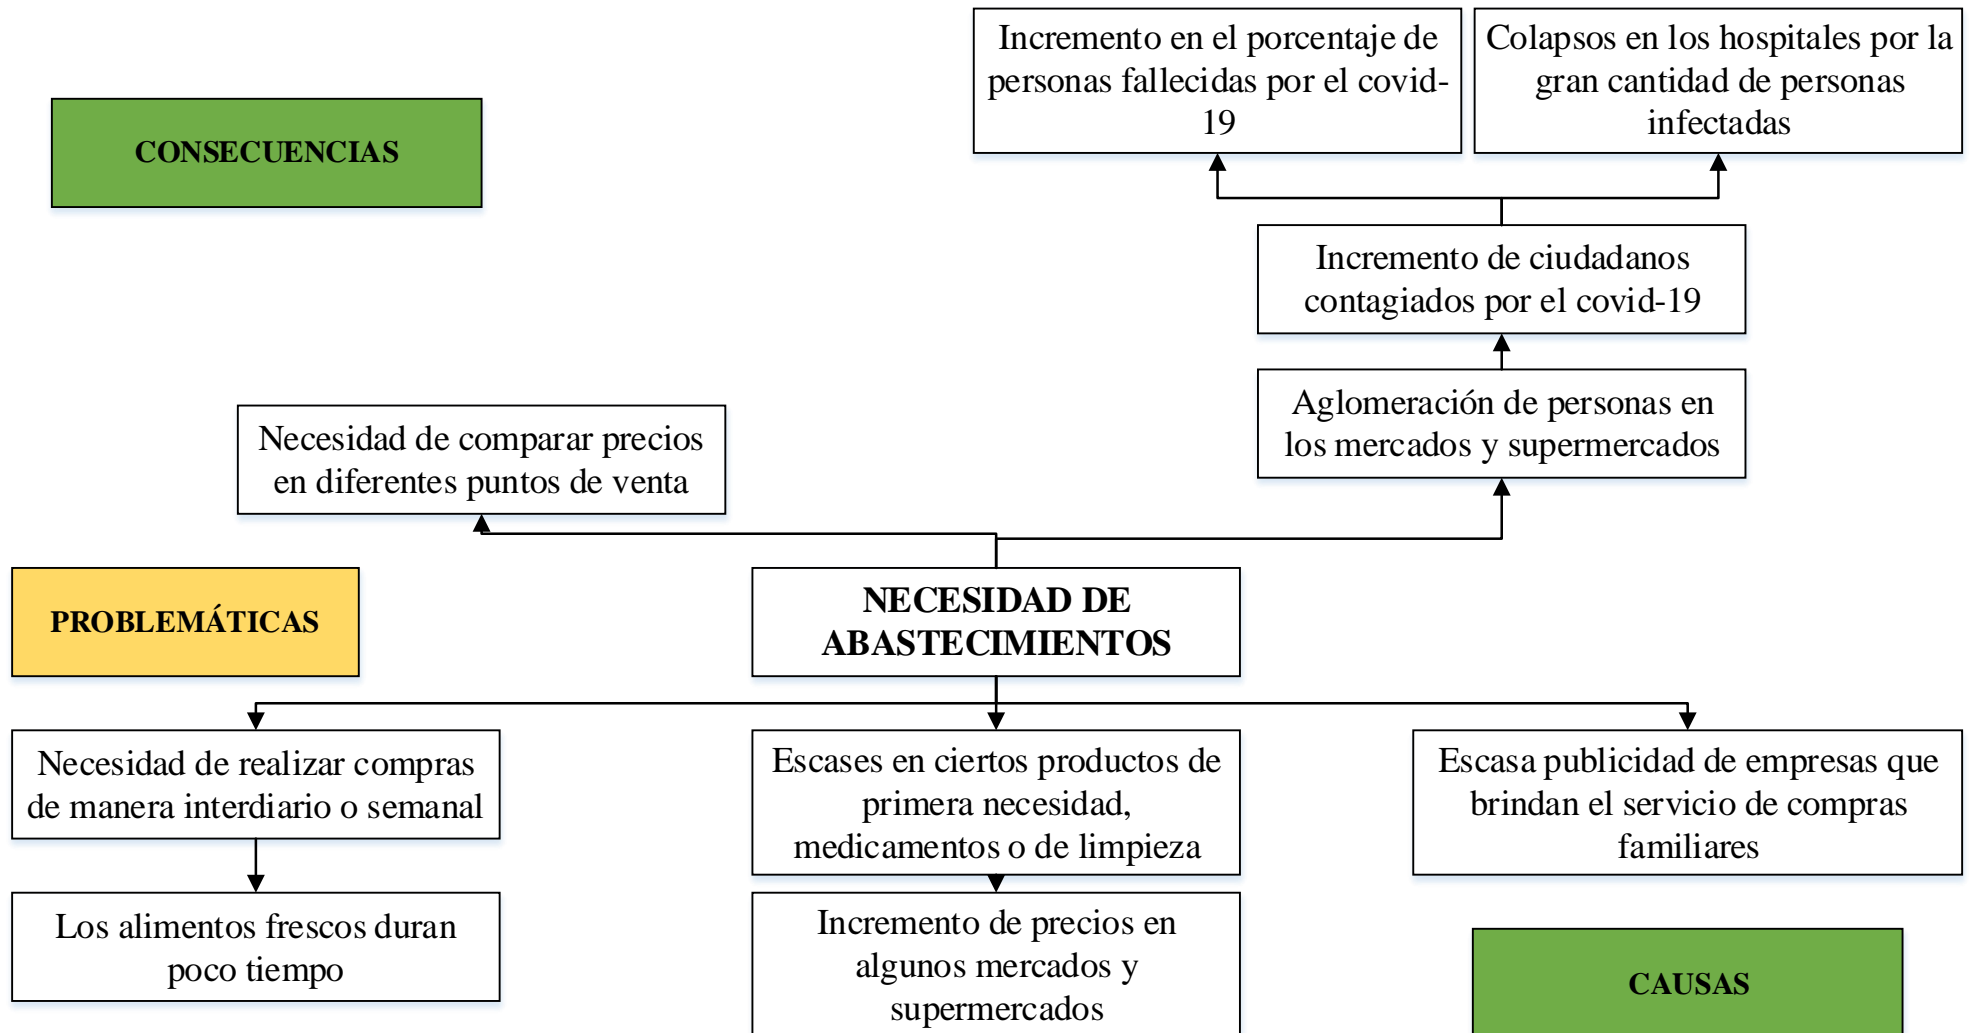 Incremento en el porcentaje de
personas fallecidas por el covid-
19
Colapsos en los hospitales por la
gran cantidad de personas
infectadas
CONSECUENCIAS
Incremento de ciudadanos
contagiados por el covid-19
Aglomeración de personas en
los mercados y supermercados
Necesidad de comparar precios
en diferentes puntos de venta
PROBLEMÁTICAS
NECESIDAD DE
ABASTECIMIENTOS
Necesidad de realizar compras
de manera interdiario o semanal
Escases en ciertos productos de
primera necesidad,
medicamentos o de limpieza
Escasa publicidad de empresas que
brindan el servicio de compras
familiares
Los alimentos frescos duran
poco tiempo
Incremento de precios en
algunos mercados y
supermercados
CAUSAS